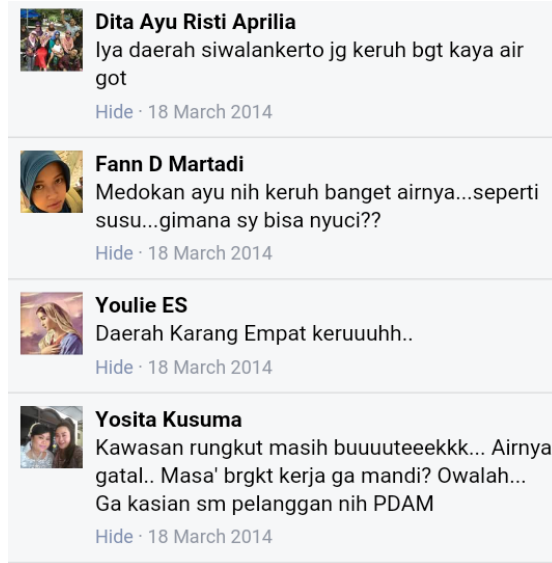 Dita Ayu Risti Aprilia
Iya daerah siwalankerto jg keruh bgt kaya air
got
Hide · 18 March 2014
Fann D Martadi
Medokan ayu nih keruh banget airnya...seperti
susu...gimana sy bisa nyuci??
Hide · 18 March 2014
Youlie ES
Daerah Karang Empat keruuuhh..
Hide · 18 March 2014
Yosita Kusuma
Kawasan rungkut masih buuuuteeekkk... Airnya
gatal.. Masa' brgkt kerja ga mandi? Owalah...
Ga kasian sm pelanggan nih PDAM
Hide · 18 March 2014